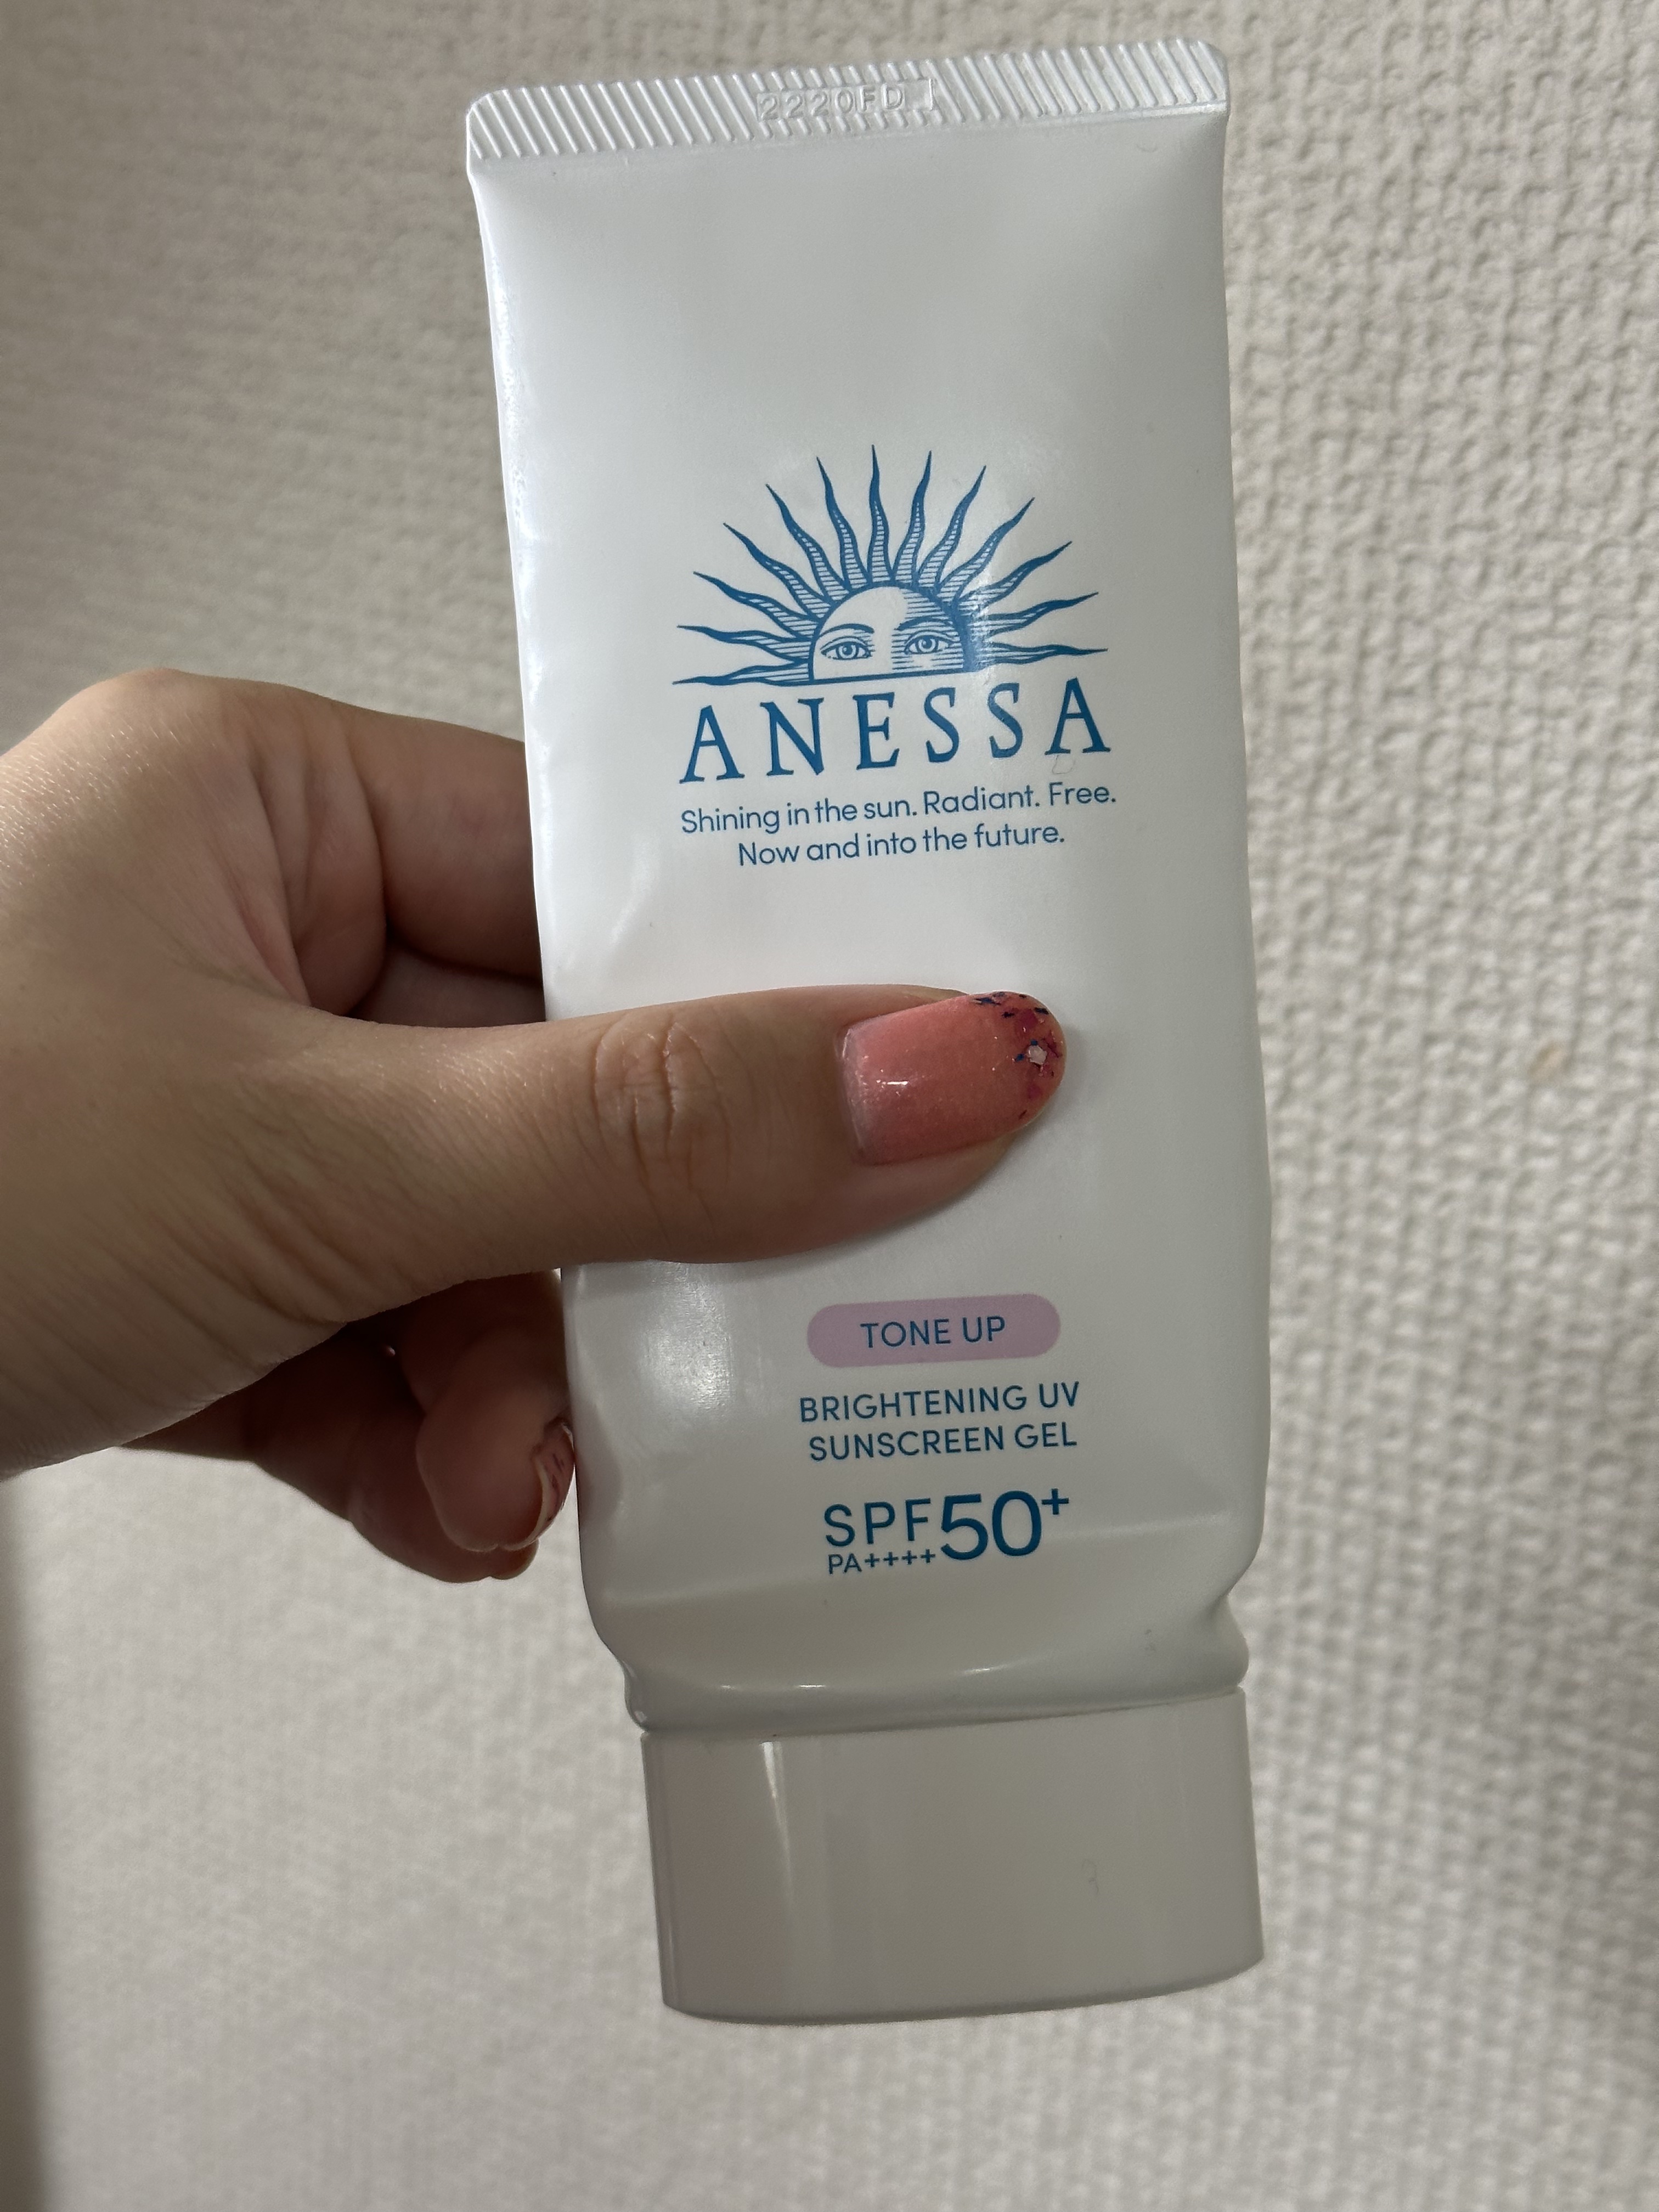 2220FD
ANESSA
Shining in the sun. Radiant. Free.
Now and into the future.
TONE UP
BRIGHTENING UV
SUNSCREEN GEL
SPF50+
PA++++